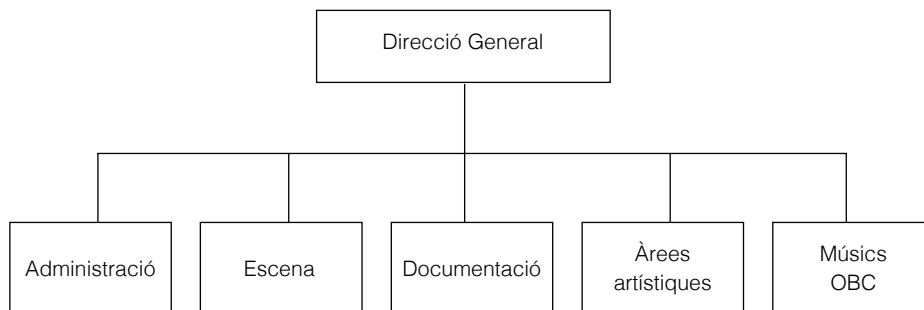 Direcció General
Administració
Escena
Documentació
Àrees
artístiques
Músics
OBC